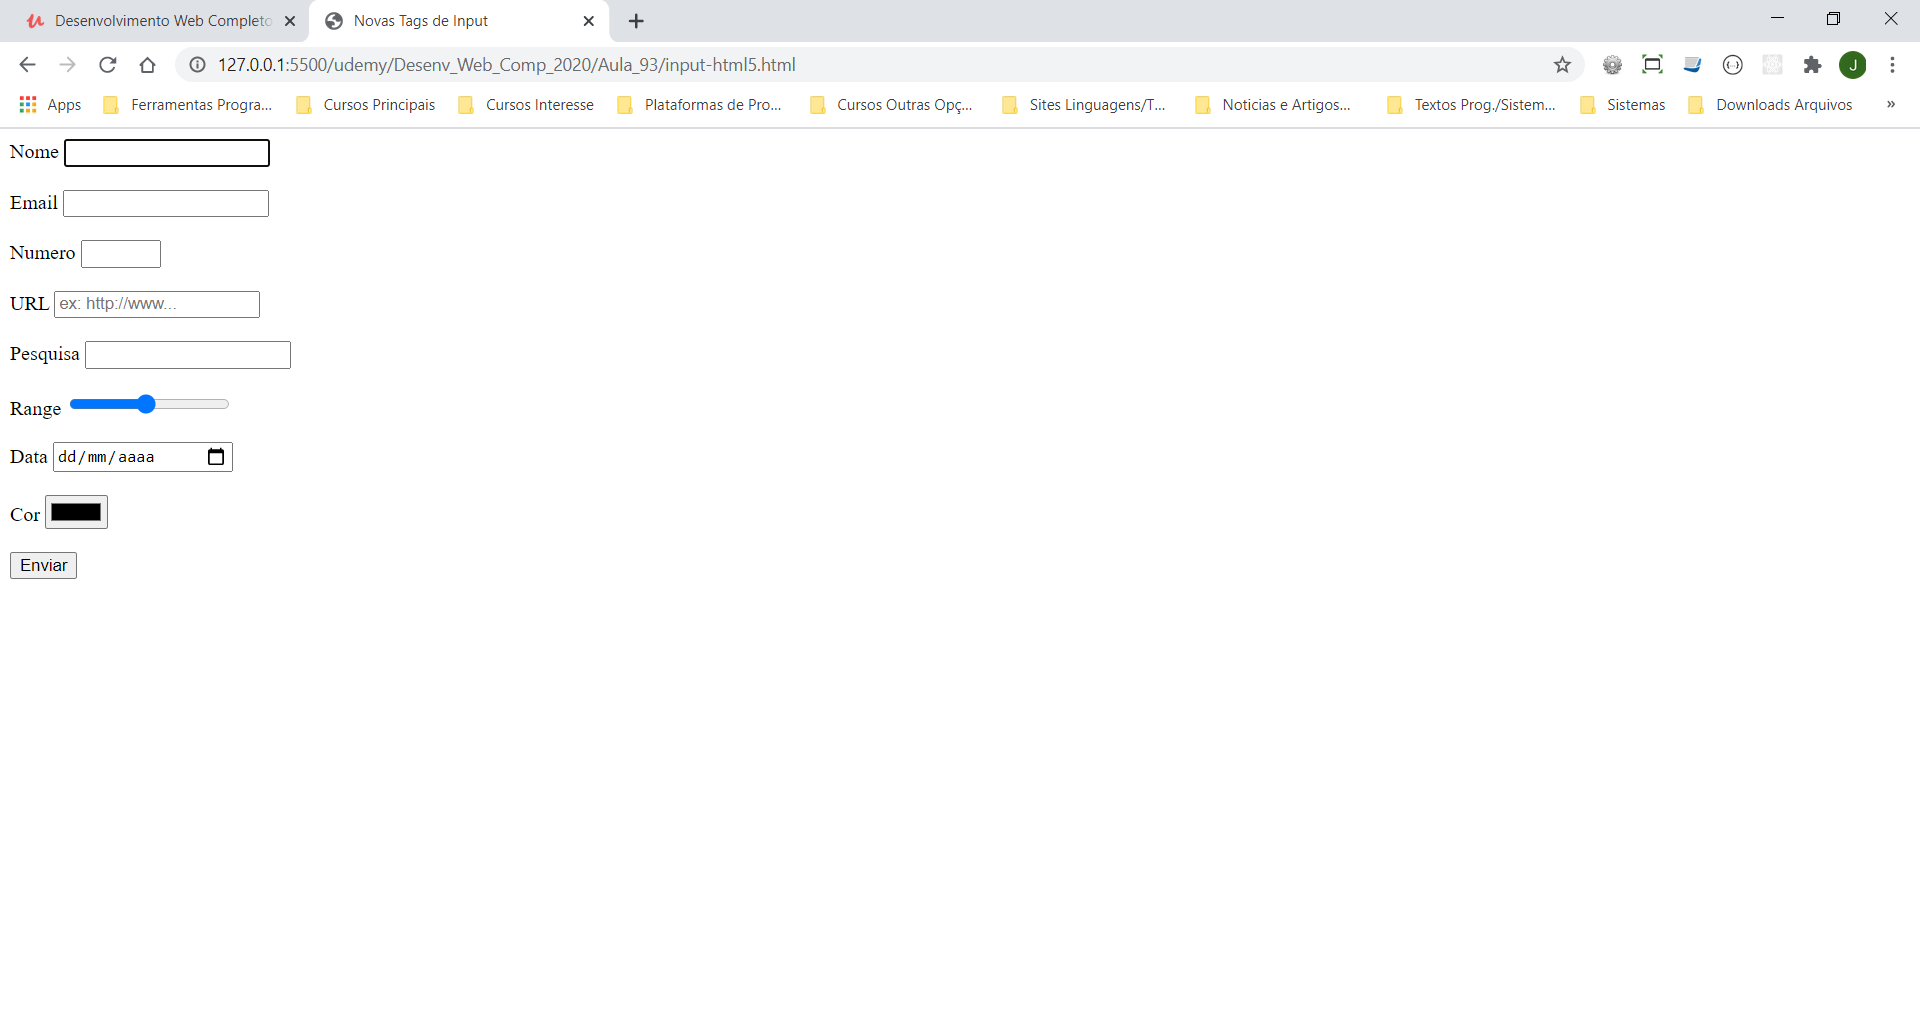 Desenvolvimento Web Completo
Novas Tags de Input
127.0.0.1:5500/udemy/Desenv_Web_Comp_2020/Aula_93/input-html5.html
J
Apps Ferramentas Progra... Cursos Principais Cursos Interesse Plataformas de Pro... Cursos Outras Opç... Sites Linguagens/T... Noticias e Artigos... Textos Prog./Sistem... Sistemas Downloads Arquivos »
Nome
Email
Numero
URL ex: http://www...
Pesquisa
Range
Data dd/mm/aaaa
Cor
Enviar